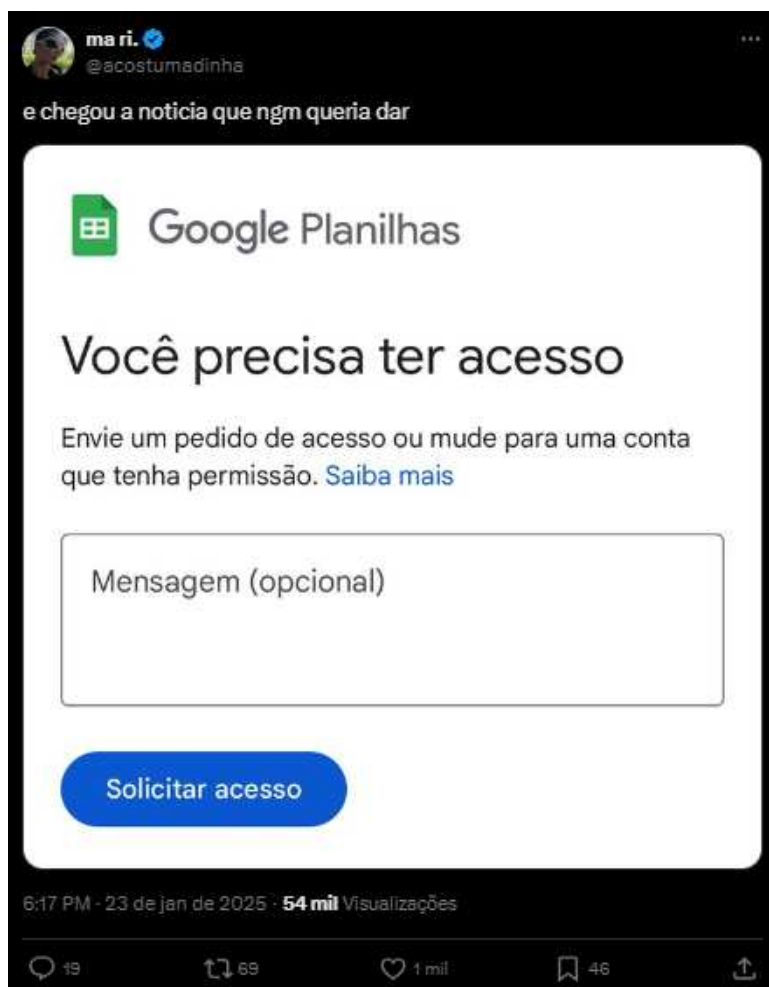 ma ri.
@acostumadinha
e chegou a noticia que ngm queria dar
Google Planilhas
Você precisa ter acesso
Envie um pedido de acesso ou mude para uma conta
que tenha permissão. Saiba mais
Mensagem (opcional)
Solicitar acesso
6:17 PM · 23 de jan de 2025 · 54 mil Visualizações
19 69 1 mil 46